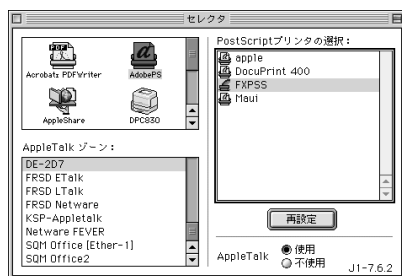 セレクタ
PDF
Acrobat™ PDFWriter
AdobePS
AppleShare
DPC830
AppleTalk ゾーン：
DE-2D7
FRSD ETalk
FRSD LTalk
FRSD Netware
KSP-Appletalk
Netware FEVER
SQM Office [Ether-1]
SQM Office2
PostScriptプリンタの選択：
apple
DocuPrint 400
FXPSS
Maui
再設定
AppleTalk
使用
不使用
J1-7.6.2